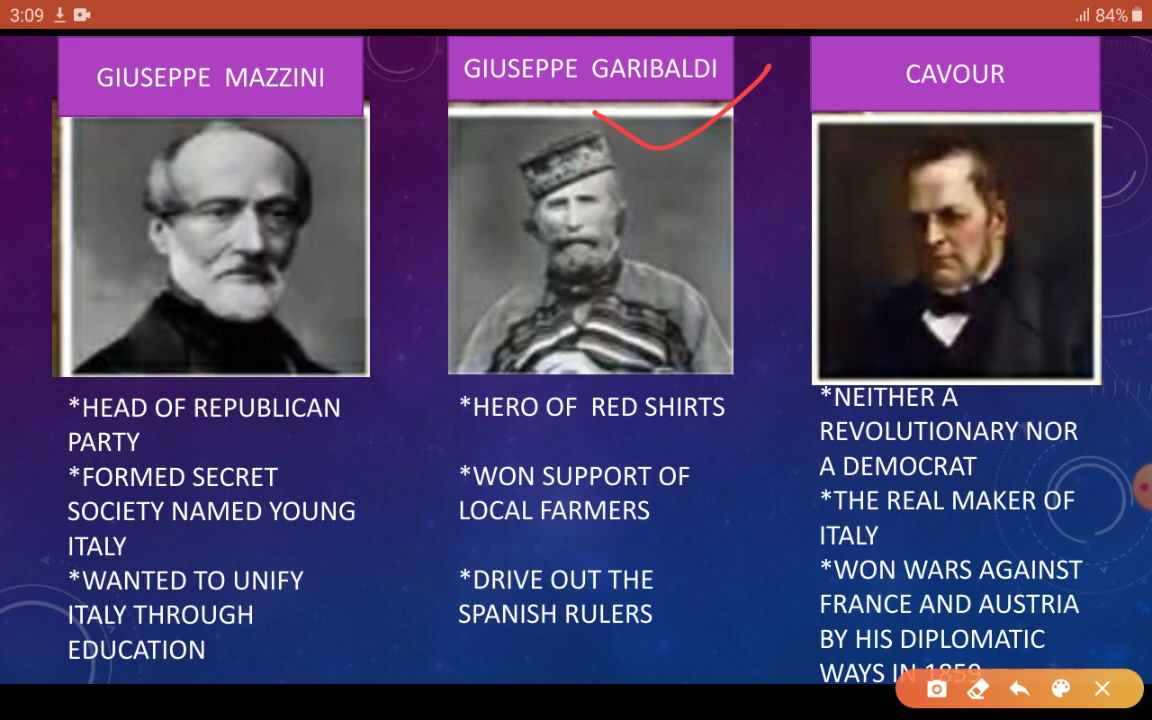 3:09
84%
GIUSEPPE MAZZINI
GIUSEPPE GARIBALDI
CAVOUR
*HEAD OF REPUBLICAN
PARTY
*FORMED SECRET
SOCIETY NAMED YOUNG
ITALY
*WANTED TO UNIFY
ITALY THROUGH
EDUCATION
*HERO OF RED SHIRTS
*WON SUPPORT OF
LOCAL FARMERS
*DRIVE OUT THE
SPANISH RULERS
*NEITHER A
REVOLUTIONARY NOR
A DEMOCRAT
*THE REAL MAKER OF
ITALY
*WON WARS AGAINST
FRANCE AND AUSTRIA
BY HIS DIPLOMATIC
WAYS IN 1859